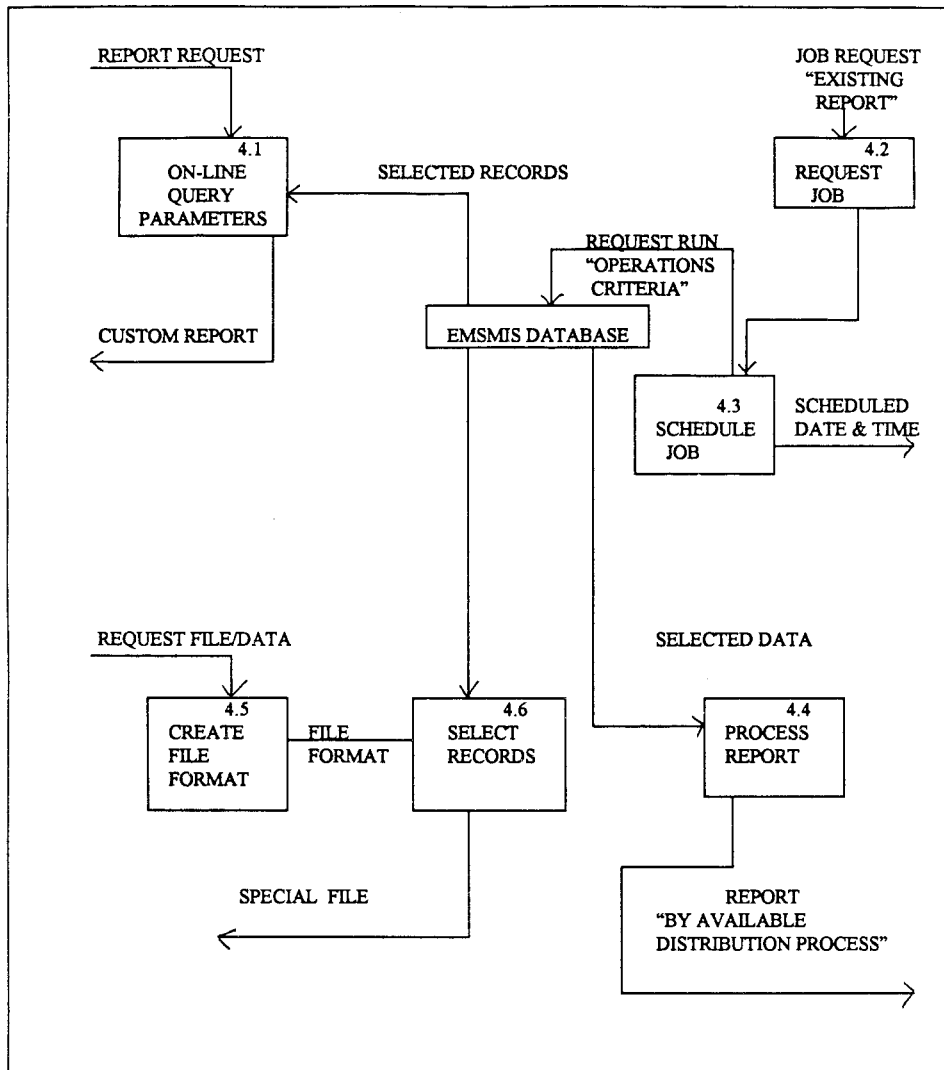 REPORT REQUEST
JOB REQUEST
“EXISTING
REPORT”
4.1
ON-LINE
QUERY
PARAMETERS
SELECTED RECORDS
4.2
REQUEST
JOB
REQUEST RUN
“OPERATIONS
CRITERIA”
CUSTOM REPORT
EMSMIS DATABASE
4.3
SCHEDULE
JOB
SCHEDULED
DATE & TIME
REQUEST FILE/DATA
SELECTED DATA
4.5
CREATE
FILE
FORMAT
FILE
FORMAT
4.6
SELECT
RECORDS
4.4
PROCESS
REPORT
SPECIAL FILE
REPORT
“BY AVAILABLE
DISTRIBUTION PROCESS”